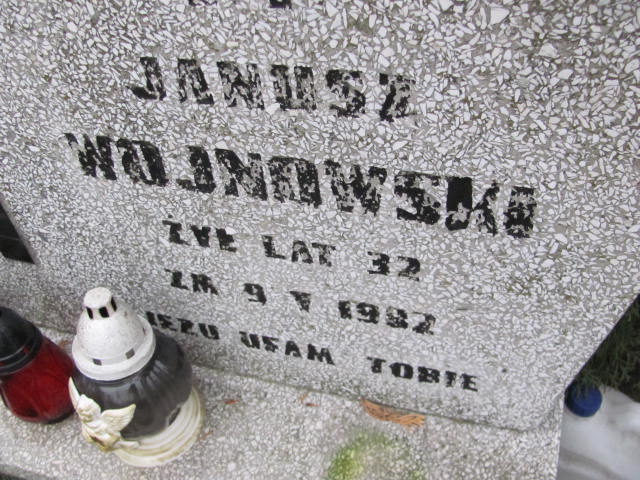 JANUSZ
WOJNOWSKI
ŻYŁ LAT 32
ZM 9 V 1992
JEZU UFAM TOBIE